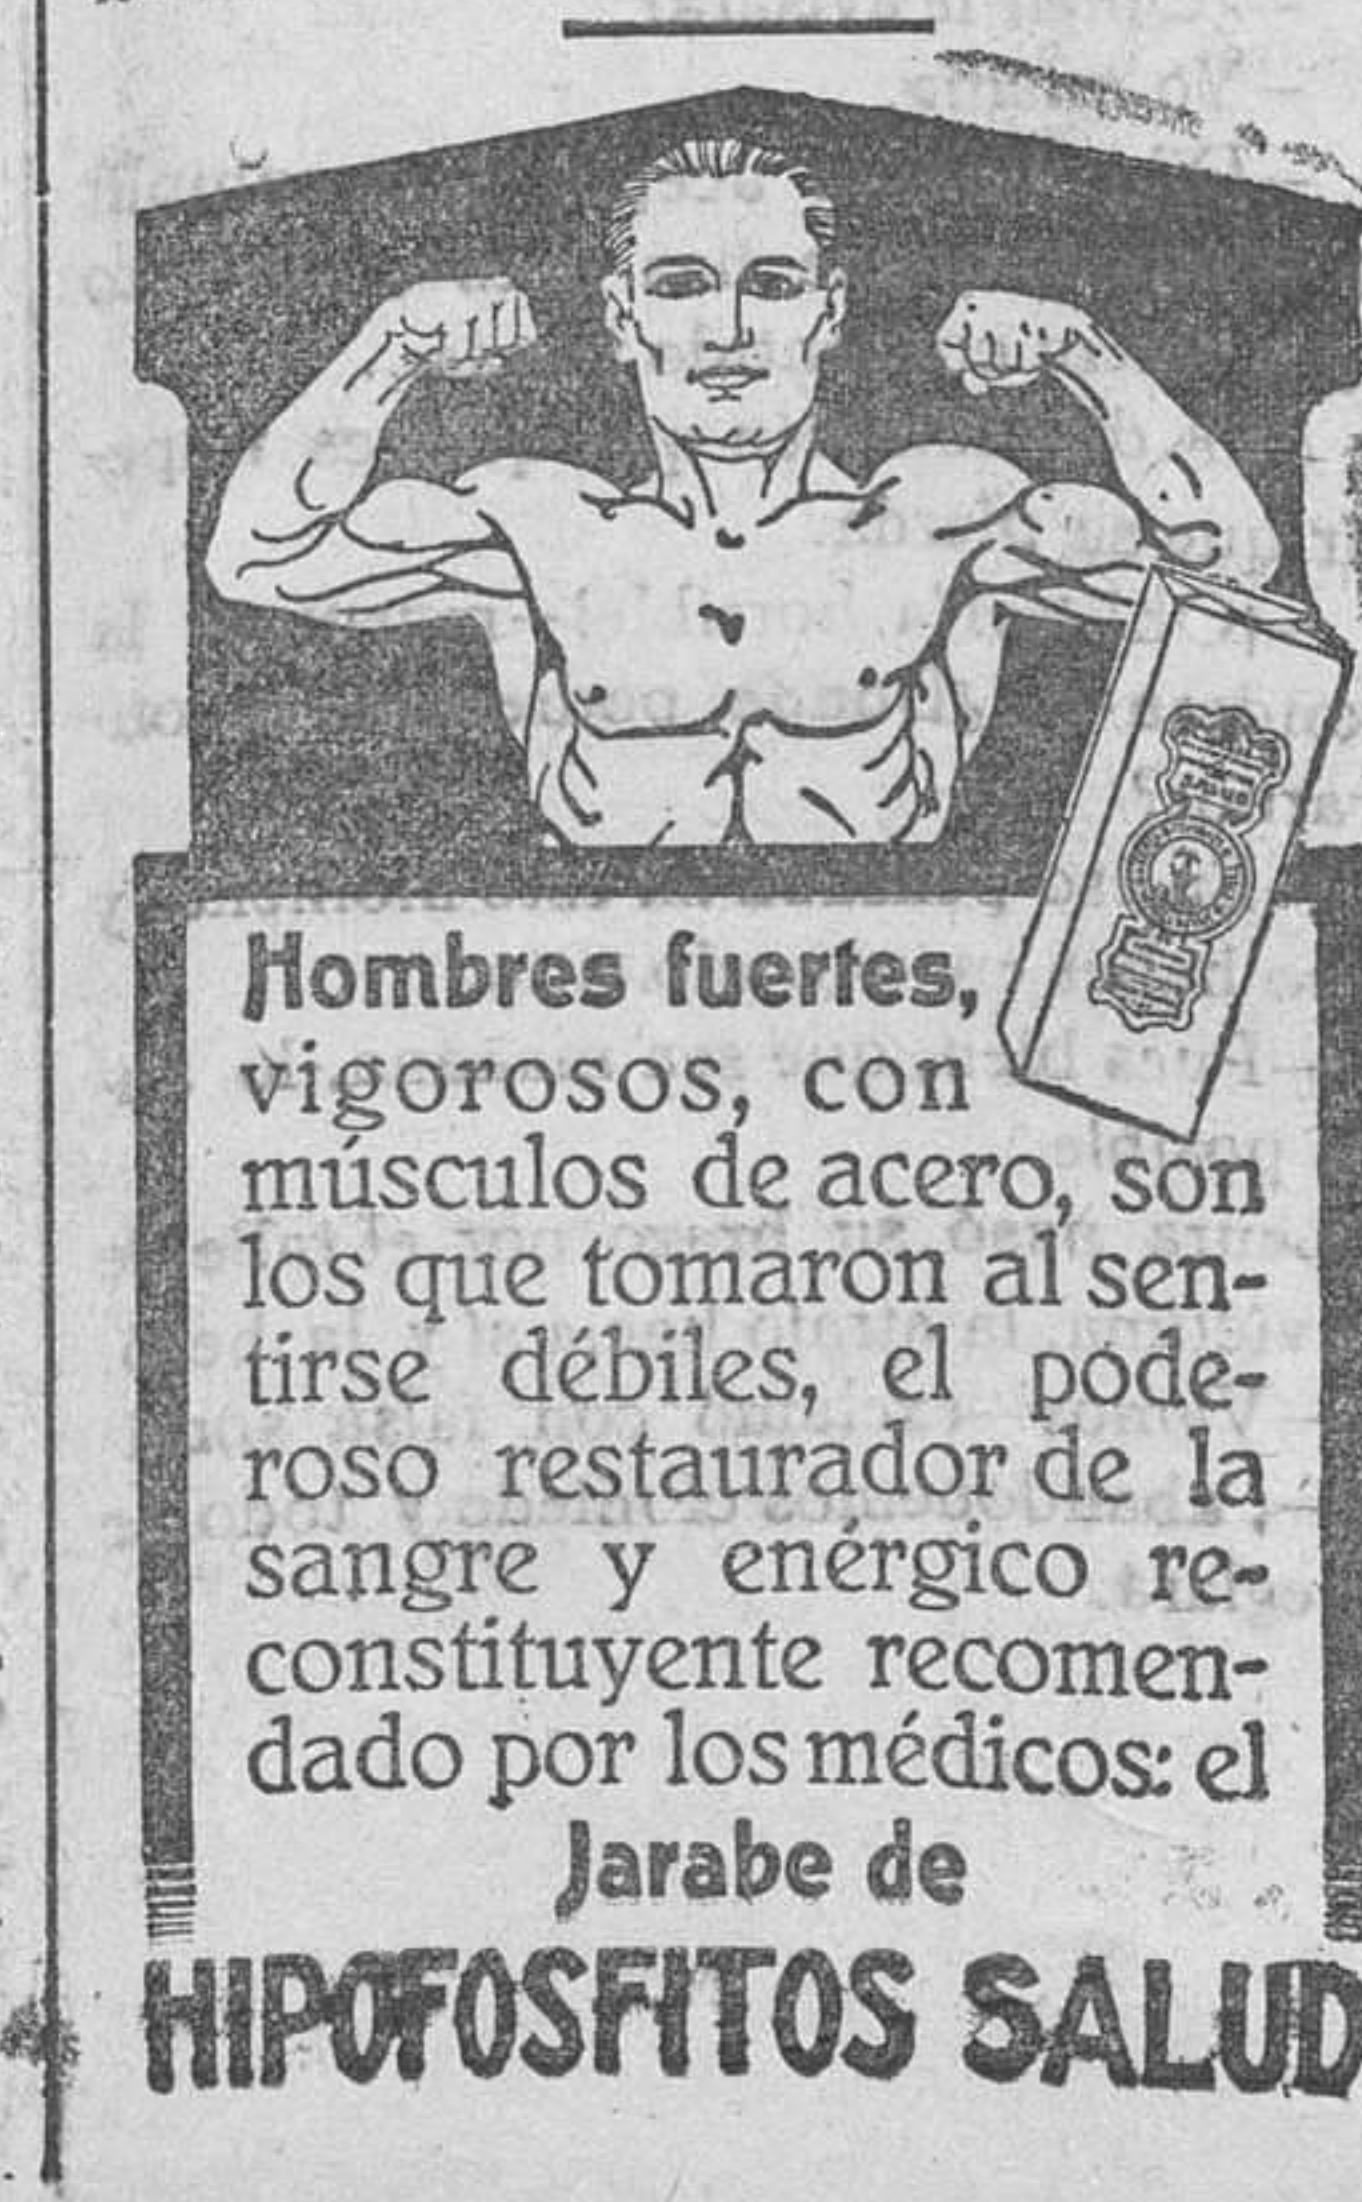 Hombres fuertes,
vigorosos, con
músculos de acero, son
los que tomaron al sen-
tirse débiles, el pode-
roso restaurador de la
sangre y enérgico re-
constituyente recomen-
dado por los médicos: el
Jarabe de
HIPOFOSFITOS SALUD
SALUD